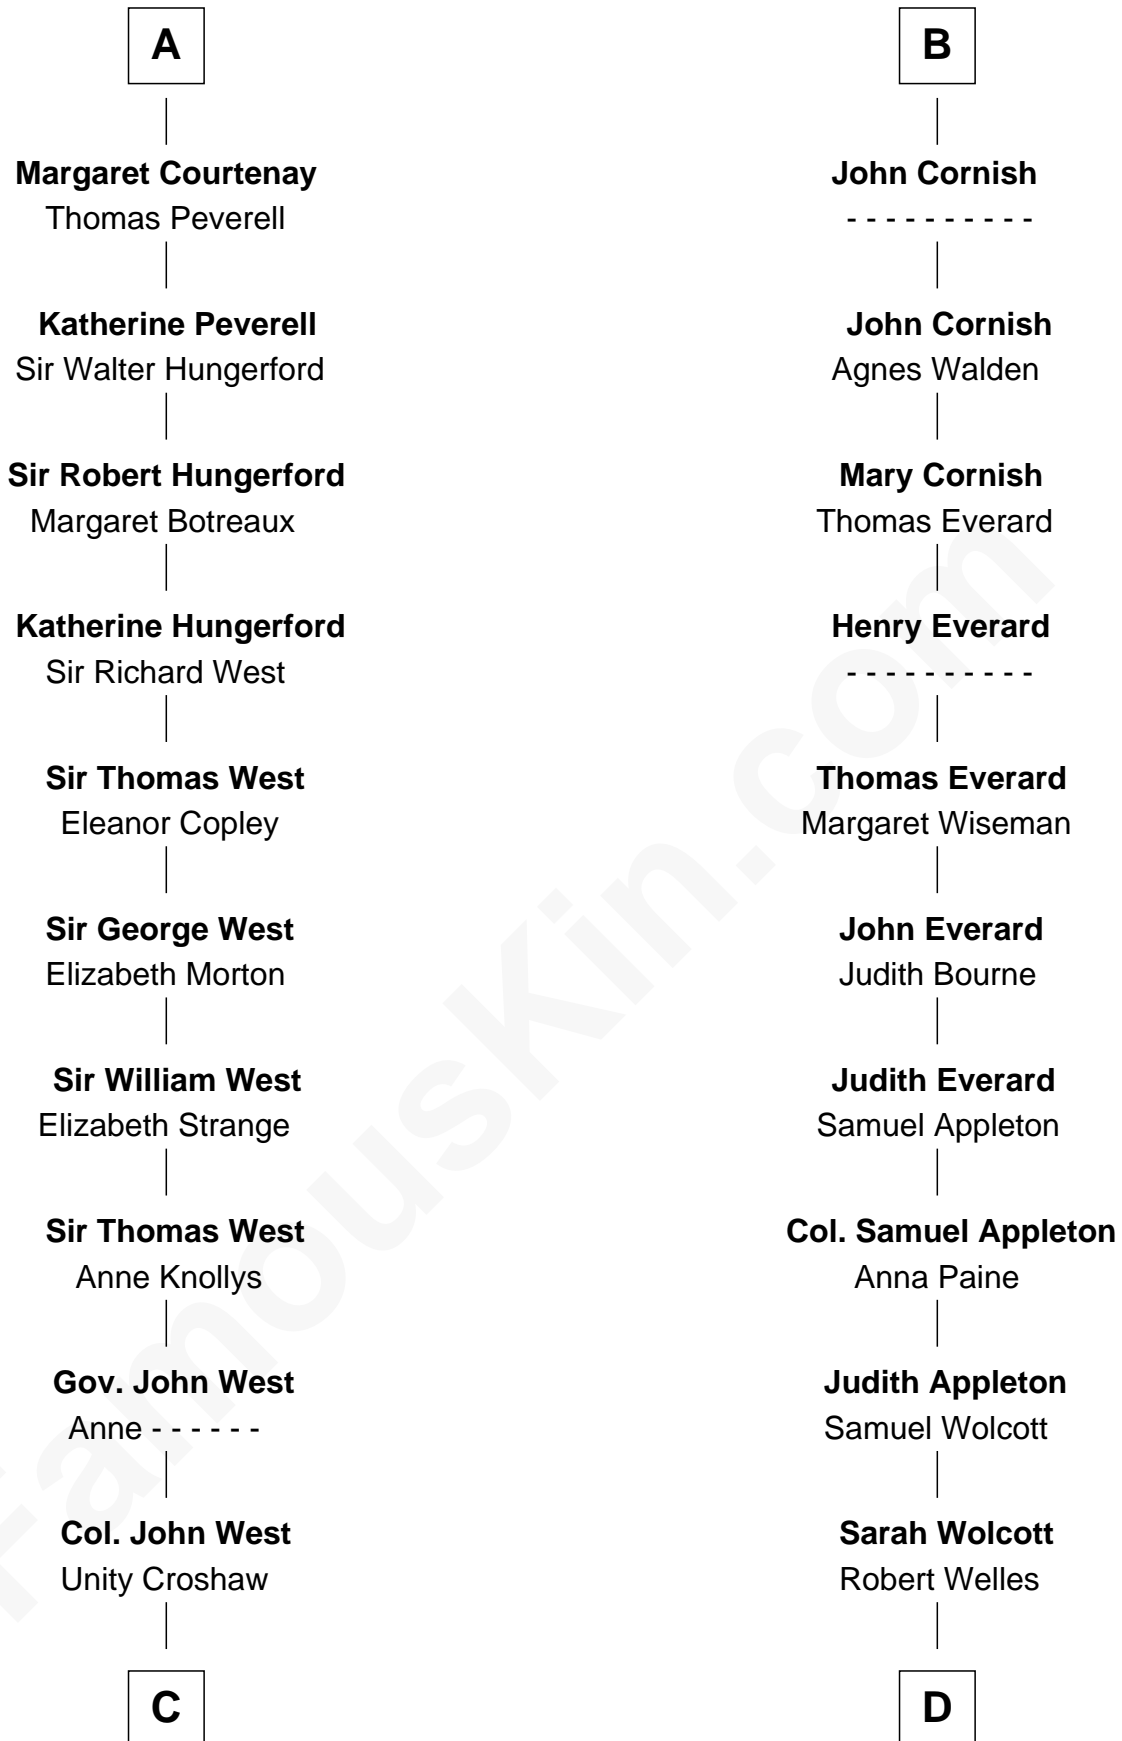 A
Margaret Courtenay
Thomas Peverell
Katherine Peverell
Sir Walter Hungerford
Sir Robert Hungerford
Margaret Botreaux
Katherine Hungerford
Sir Richard West
Sir Thomas West
Eleanor Copley
Sir George West
Elizabeth Morton
Sir William West
Elizabeth Strange
Sir Thomas West
Anne Knollys
Gov. John West
Anne - - - - - -
Col. John West
Unity Croshaw
C
B
John Cornish
- - - - - - - - - -
John Cornish
Agnes Walden
Mary Cornish
Thomas Everard
Henry Everard
- - - - - - - - - -
Thomas Everard
Margaret Wiseman
John Everard
Judith Bourne
Judith Everard
Samuel Appleton
Col. Samuel Appleton
Anna Paine
Judith Appleton
Samuel Wolcott
Sarah Wolcott
Robert Welles
D
FamousKin.com